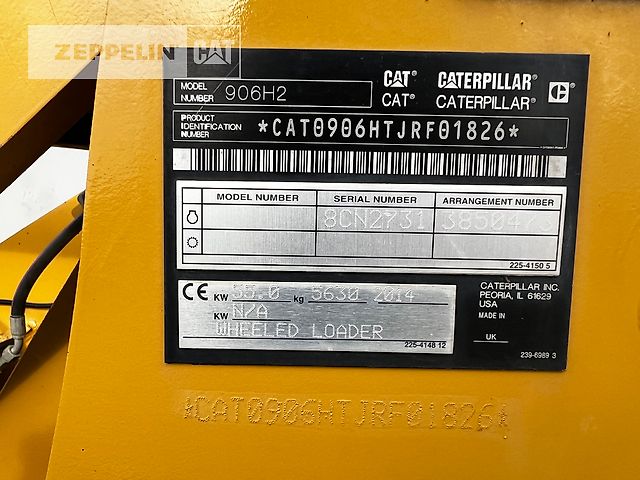 ZEPPELIN CAT
MODEL NUMBER 906H2
CAT CATERPILLAR C
CAT® CATERPILLAR®
PRODUCT IDENTIFICATION NUMBER *CAT0906HTJRF01826*
MODEL NUMBER SERIAL NUMBER ARRANGEMENT NUMBER
8CN2731
225-4150 5
CE KW 55.0 kg 5630 2014
KW N/A
WHEELED LOADER
225-4148 12
CATERPILLAR INC.
PEORIA, IL 61629
USA
MADE IN
UK
239-6989 3
*CAT0906HTJRF01826*